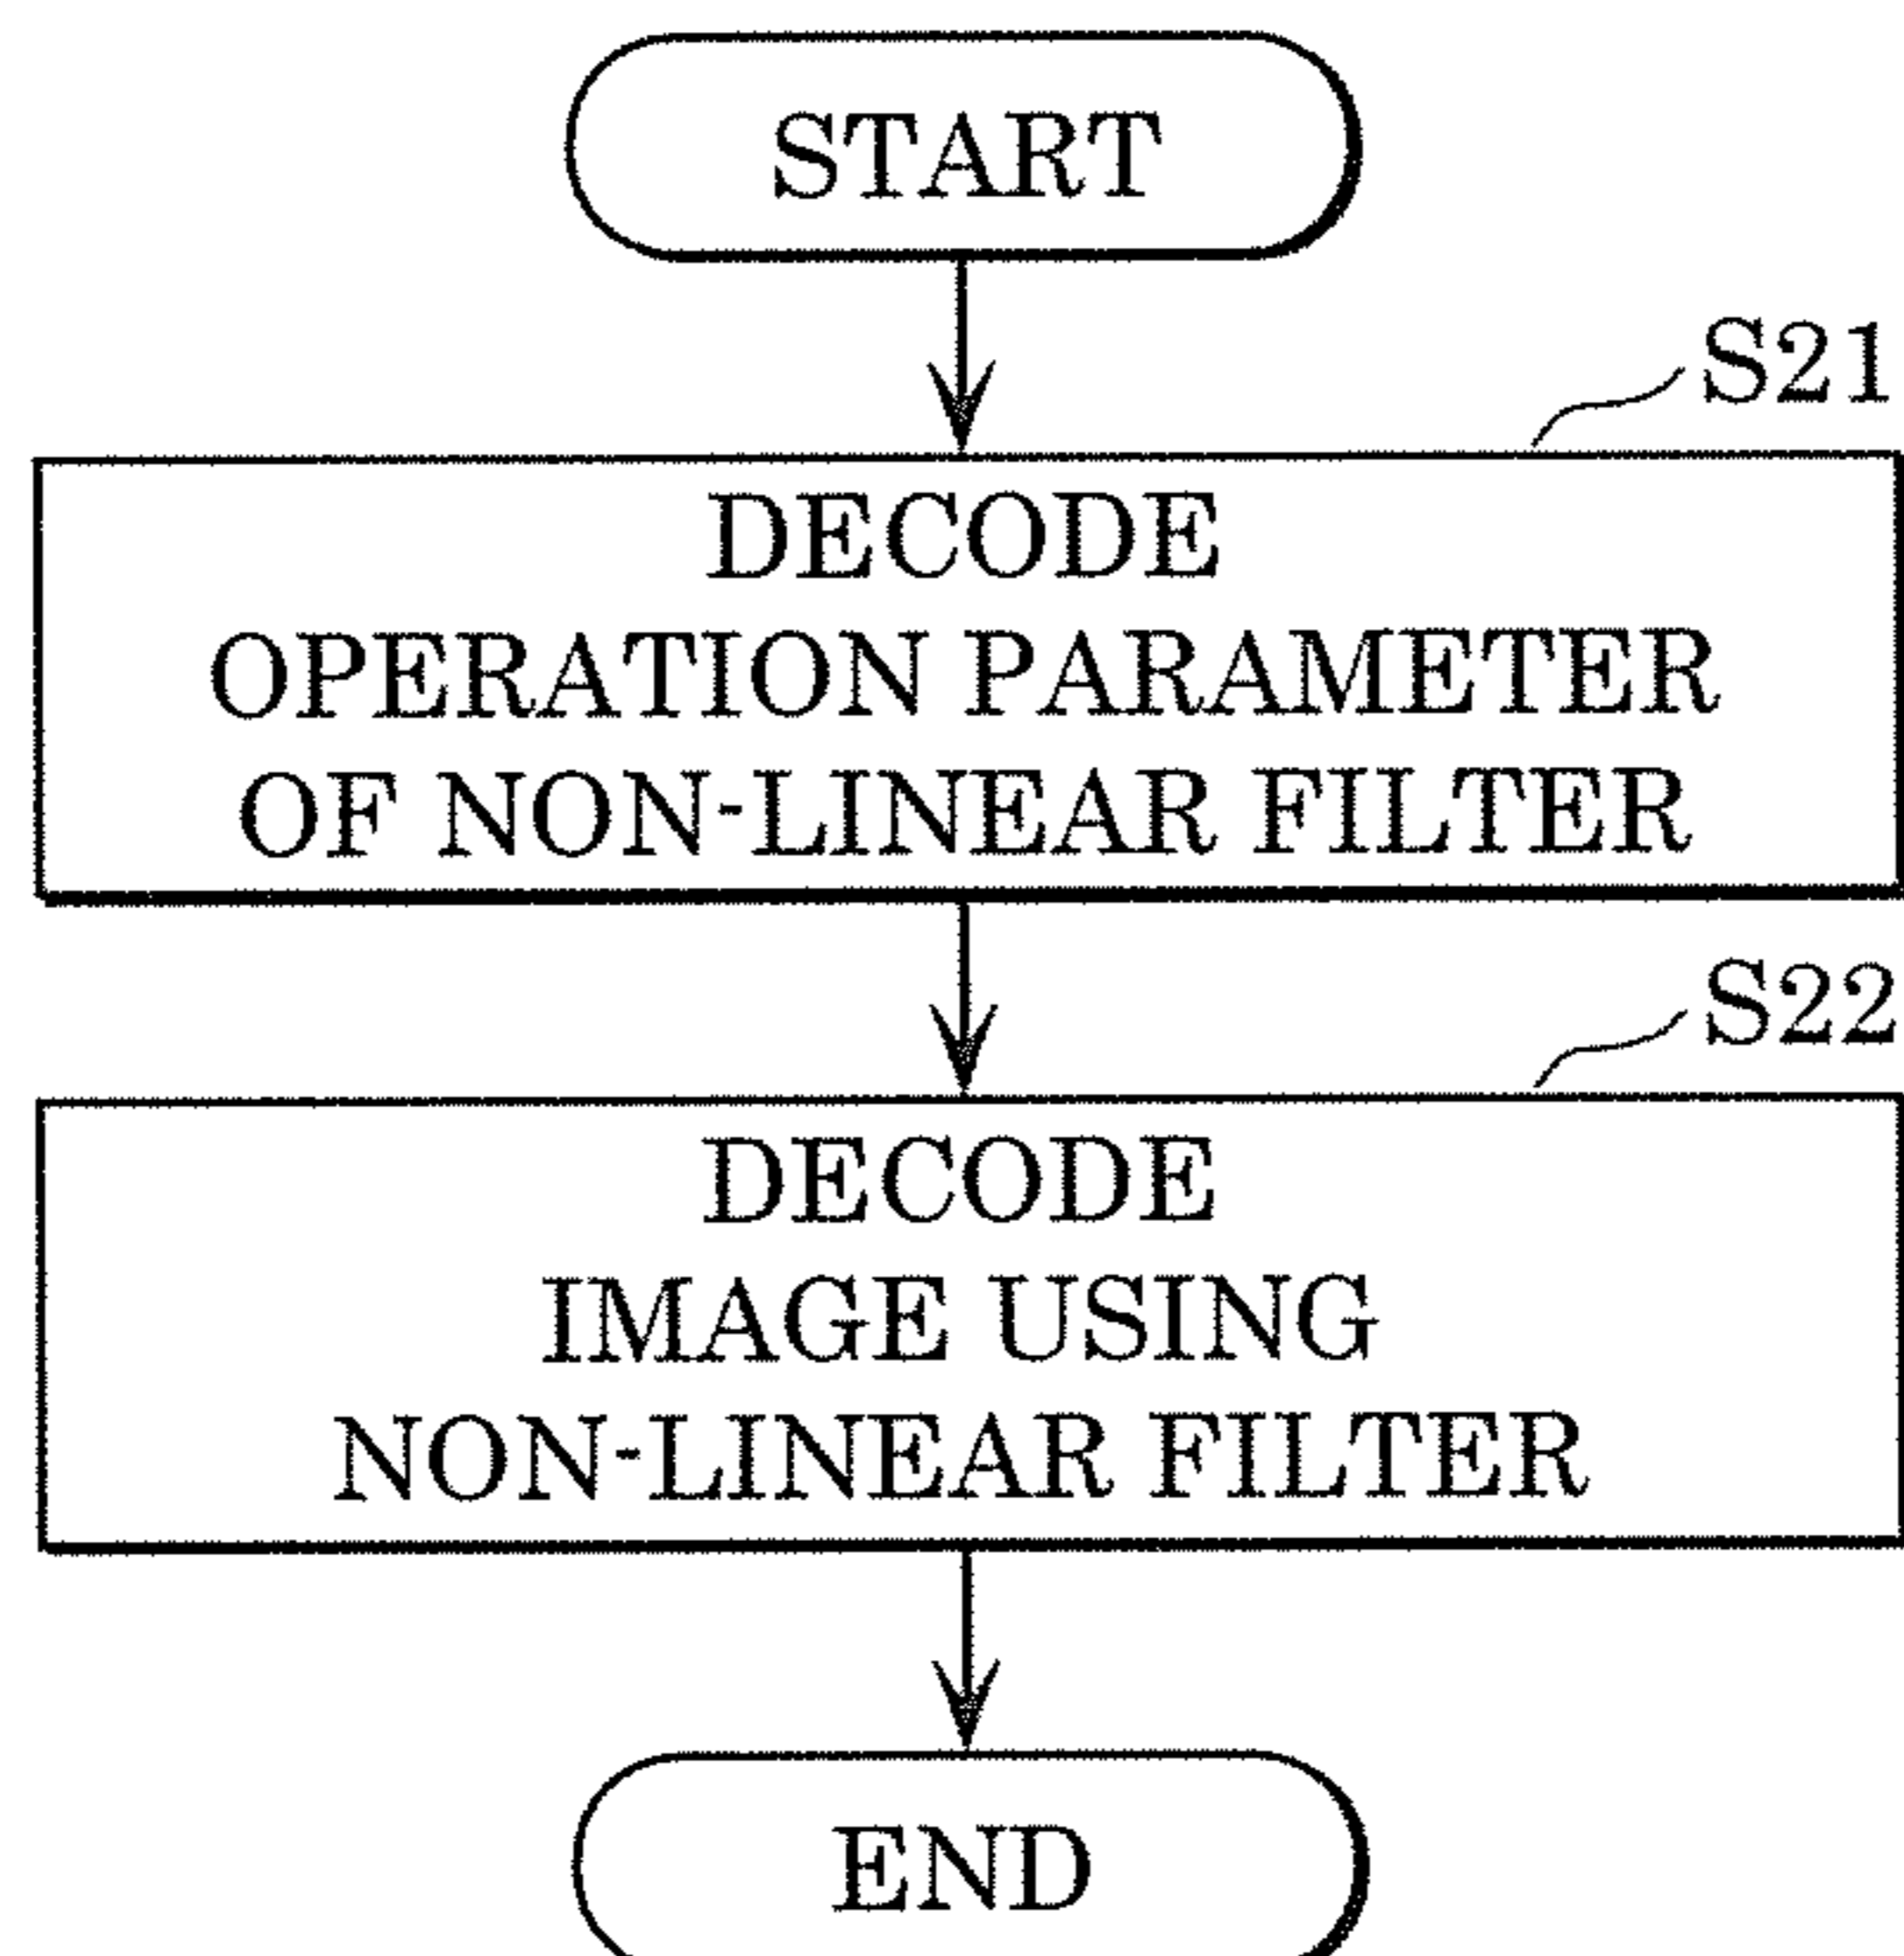 START
S21
DECODE
OPERATION PARAMETER
OF NON-LINEAR FILTER
S22
DECODE
IMAGE USING
NON-LINEAR FILTER
END